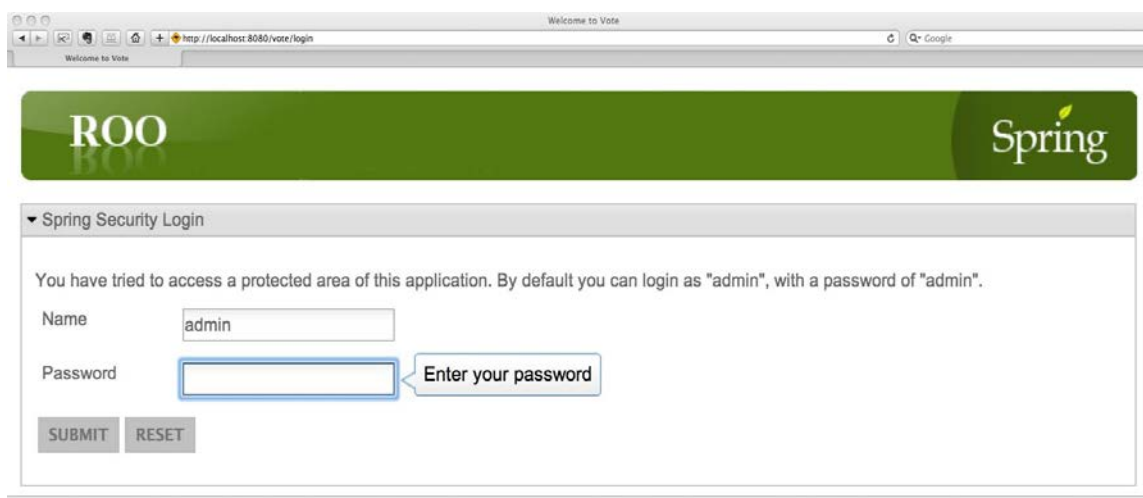 Welcome to Vote
http://localhost:8080/vote/login
Google
Welcome to Vote
ROO
Spring
Spring Security Login
You have tried to access a protected area of this application. By default you can login as "admin", with a password of "admin".
Name
admin
Password
Enter your password
SUBMIT RESET